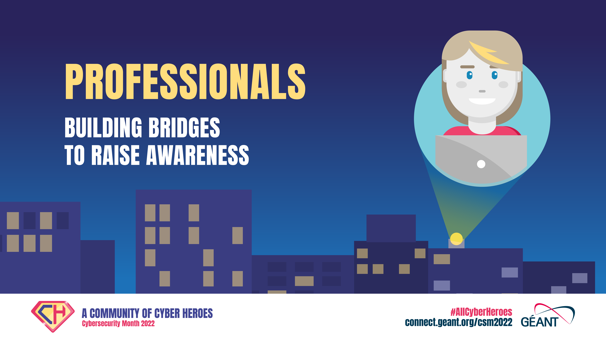 PROFESSIONALS
BUILDING BRIDGES
TO RAISE AWARENESS
CH
A COMMUNITY OF CYBER HEROES
Cybersecurity Month 2022
#AllCyberHeroes
connect.geant.org/csm2022
GÉANT